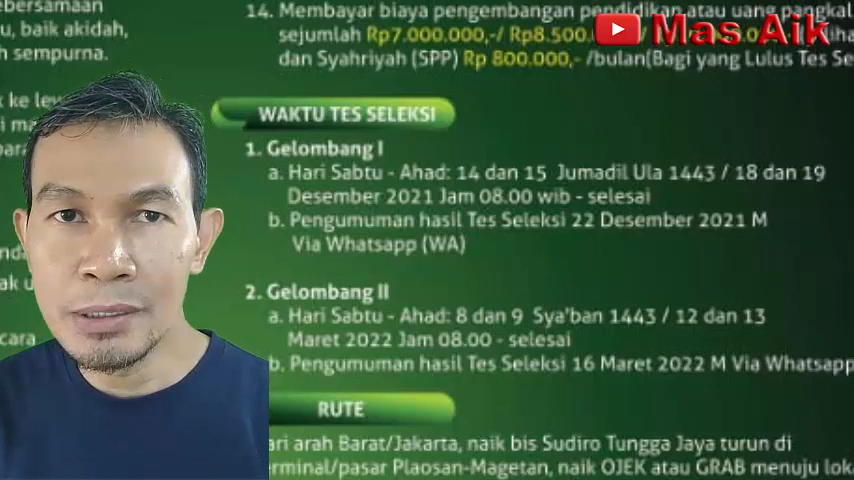 ebersamaan
u, baik akidah,
h sempurna.
k ke lev
14. Membayar biaya pengembangan pendidikan atau uang pangkal
sejumlah Rp7.000.000,-/ Rp8.500.
dan Syahriyah (SPP) Rp 800.000,- /bulan(Bagi yang Lulus Tes Se
Mas Aik
WAKTU TES SELEKSI
1. Gelombang I
a. Hari Sabtu - Ahad: 14 dan 15 Jumadil Ula 1443 / 18 dan 19
Desember 2021 Jam 08.00 wib - selesai
b. Pengumuman hasil Tes Seleksi 22 Desember 2021 M
Via Whatsapp (WA)
2. Gelombang II
a. Hari Sabtu - Ahad: 8 dan 9 Sya'ban 1443 / 12 dan 13
Maret 2022 Jam 08.00 - selesai
b. Pengumuman hasil Tes Seleksi 16 Maret 2022 M Via Whatsapp
cara
RUTE
ari arah Barat/Jakarta, naik bis Sudiro Tungga Jaya turun di
erminal/pasar Plaosan-Magetan, naik OJEK atau GRAB menuju loka